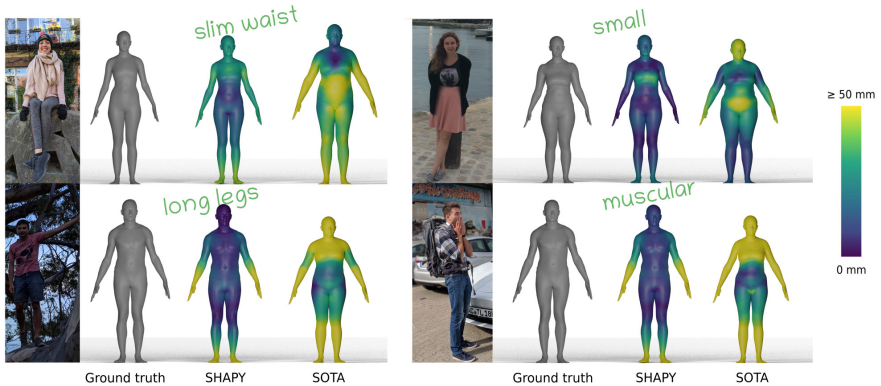 slim waist
small
≥ 50 mm
long legs
muscular
0 mm
Ground truth SHAPY SOTA
Ground truth SHAPY SOTA